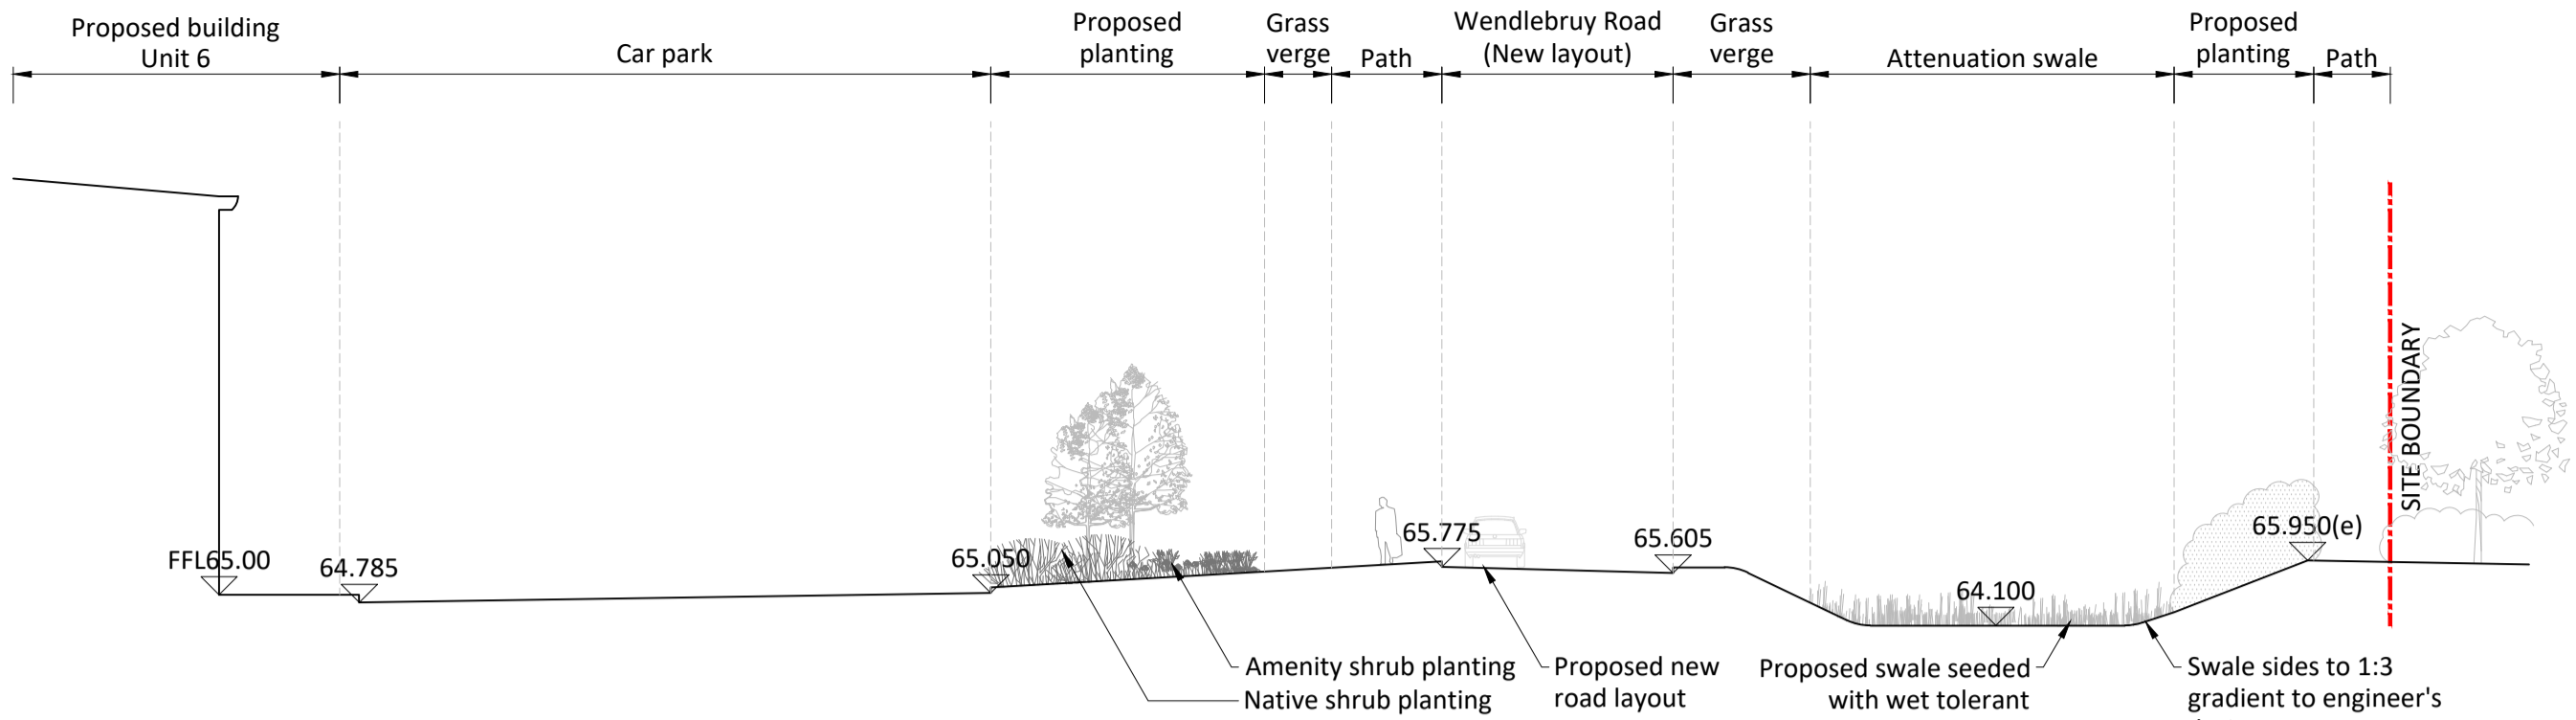 Proposed building
Unit 6
Car park
Proposed
planting
Grass
verge
Path
Wendlebruy Road
(New layout)
Grass
verge
Attenuation swale
Proposed
planting
Path
SITE BOUNDARY
FFL65.00
64.785
65.050
65.775
65.605
64.100
65.950(e)
Amenity shrub planting
Native shrub planting
Proposed new
road layout
Proposed swale seeded
with wet tolerant
Swale sides to 1:3
gradient to engineer's